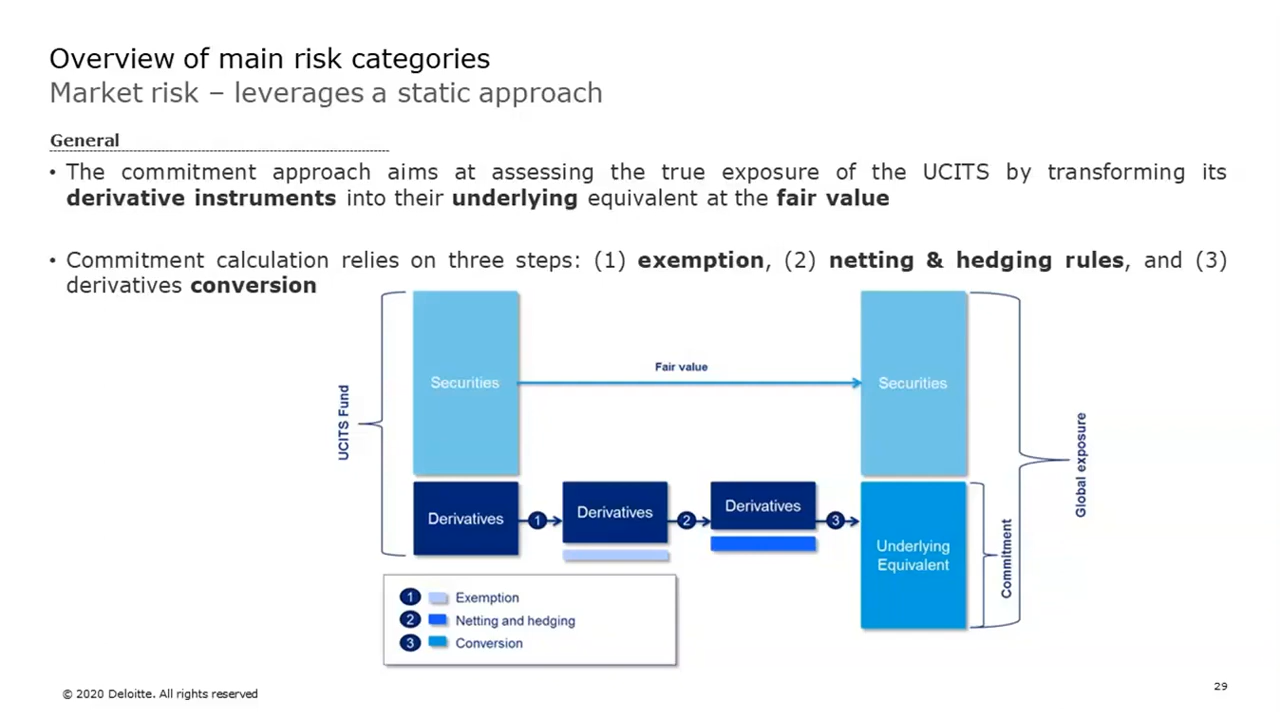 Overview of main risk categories
Market risk – leverages a static approach
General
• The commitment approach aims at assessing the true exposure of the UCITS by transforming its
derivative instruments into their underlying equivalent at the fair value
• Commitment calculation relies on three steps: (1) exemption, (2) netting & hedging rules, and (3)
derivatives conversion
UCITS Fund
Securities
Fair value
Securities
Global exposure
Derivatives
1
Derivatives
2
Derivatives
3
Underlying
Equivalent
Commitment
1 Exemption
2 Netting and hedging
3 Conversion
© 2020 Deloitte. All rights reserved
29